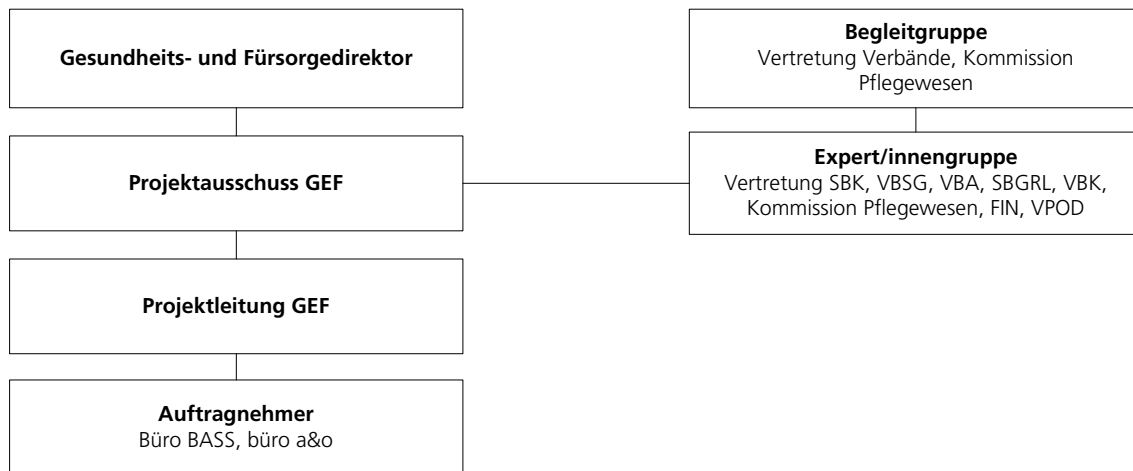 Gesundheits- und Fürsorgedirektor
Begleitgruppe
Vertretung Verbände, Kommission
Pflegewesen
Projektausschuss GEF
Expert/innengruppe
Vertretung SBK, VBSG, VBA, SBGRL, VBK,
Kommission Pflegewesen, FIN, VPOD
Projektleitung GEF
Auftragnehmer
Büro BASS, büro a&o